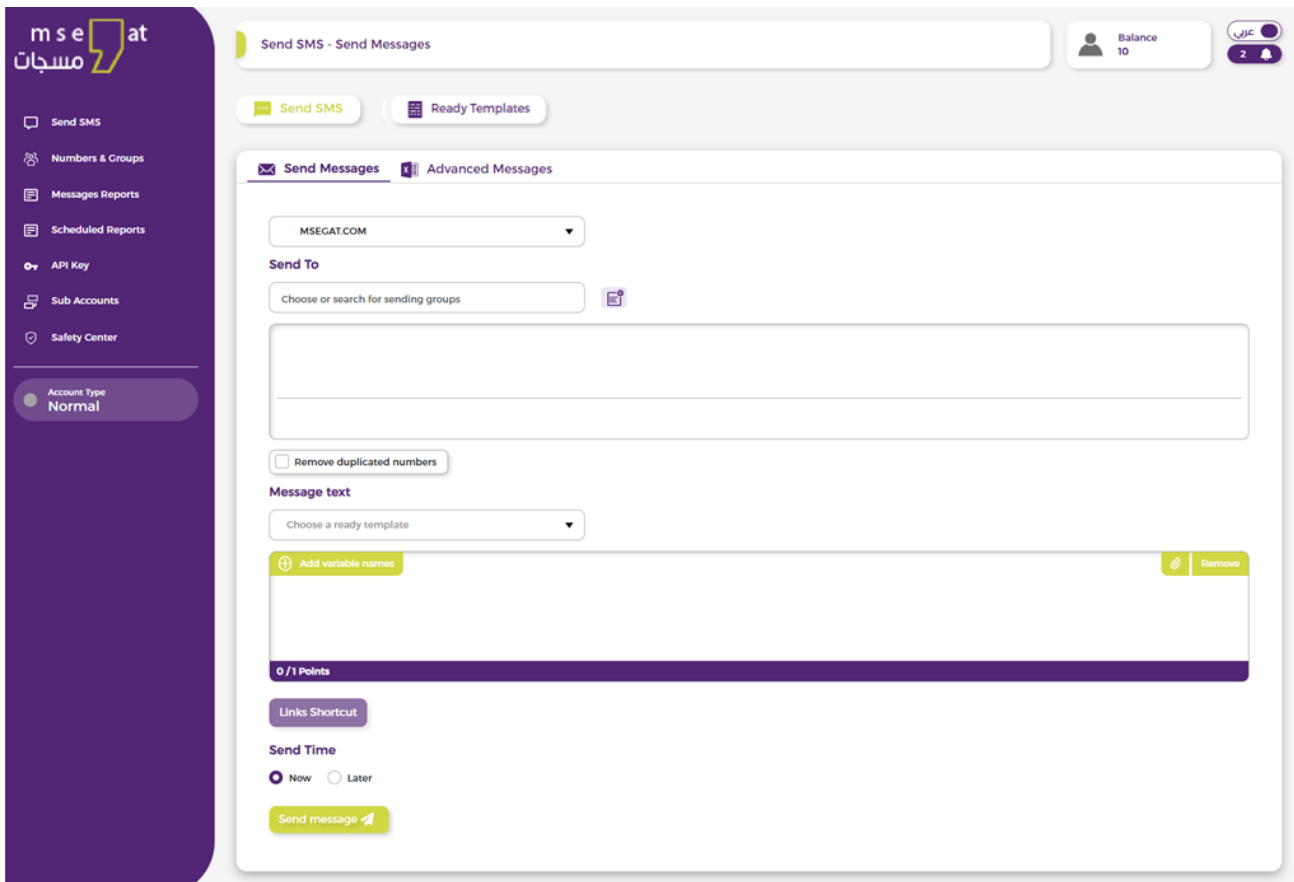 mse at
مسجات
Send SMS
Numbers & Groups
Messages Reports
Scheduled Reports
API Key
Sub Accounts
Safety Center
Account Type
Normal
Send SMS - Send Messages
Balance
10
عربي
2
Send SMS
Ready Templates
Send Messages
Advanced Messages
MSEGAT.COM
Send To
Choose or search for sending groups
Remove duplicated numbers
Message text
Choose a ready template
Add variable names
Remove
0 /1 Points
Links Shortcut
Send Time
Now
Later
Send message